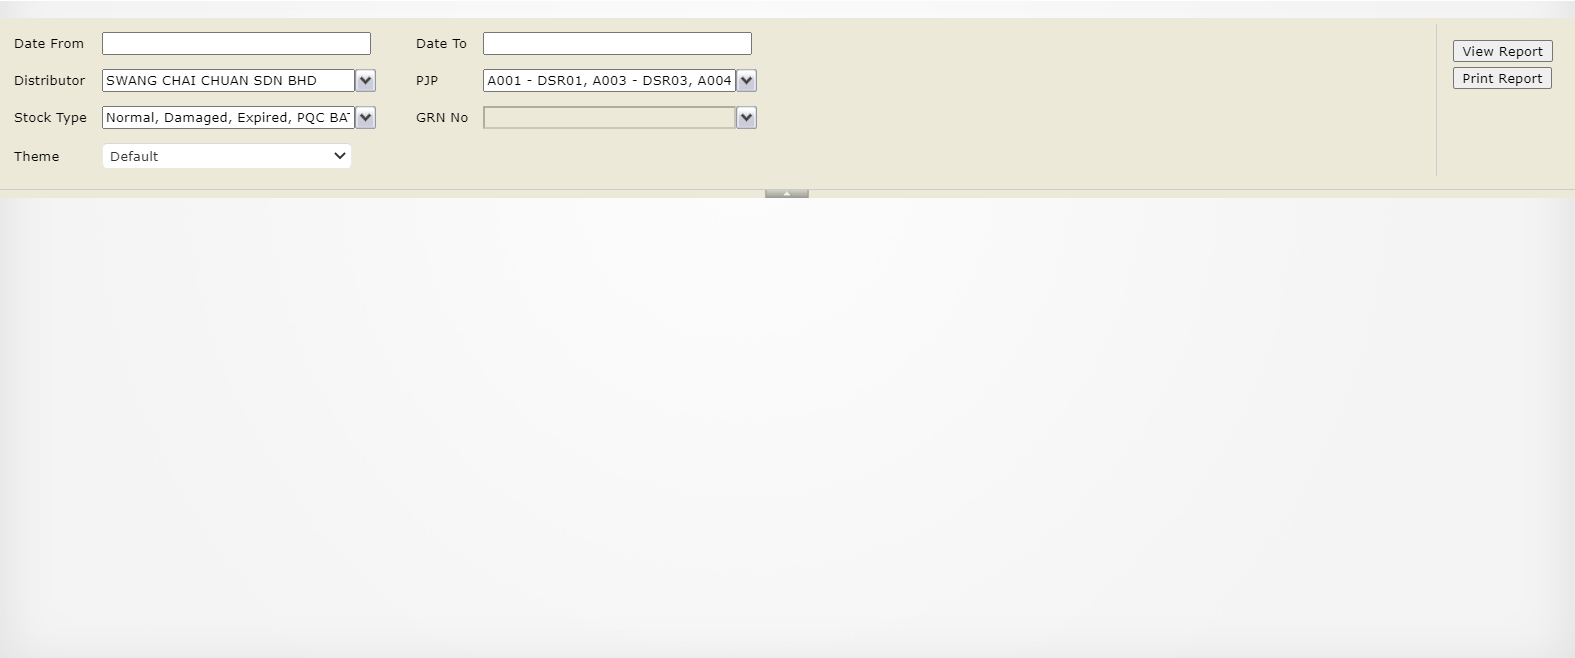 Date From
Date To
View Report
Distributor SWANG CHAI CHUAN SDN BHD
PJP A001 - DSR01, A003 - DSR03, A004
Print Report
Stock Type Normal, Damaged, Expired, PQC
GRN No
Theme Default